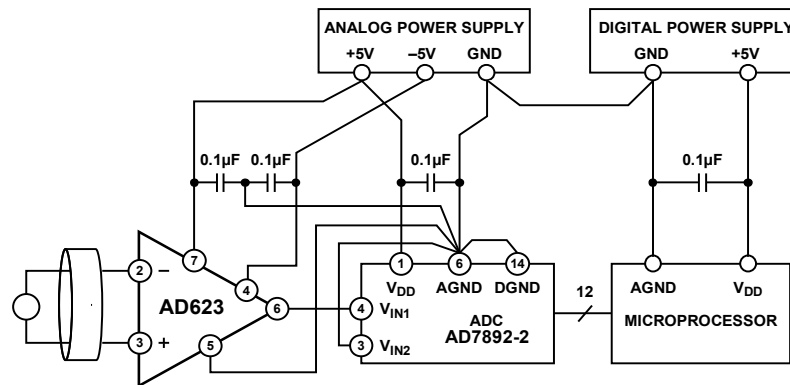 ANALOG POWER SUPPLY
DIGITAL POWER SUPPLY
+5V –5V GND
GND +5V
0.1µF 0.1µF 0.1µF 0.1µF
7 1 6 14
VDD AGND DGND
AGND VDD
2 –
4
AD623
6
4 VIN1
ADC
AD7892-2
12
MICROPROCESSOR
3 +
5
3 VIN2